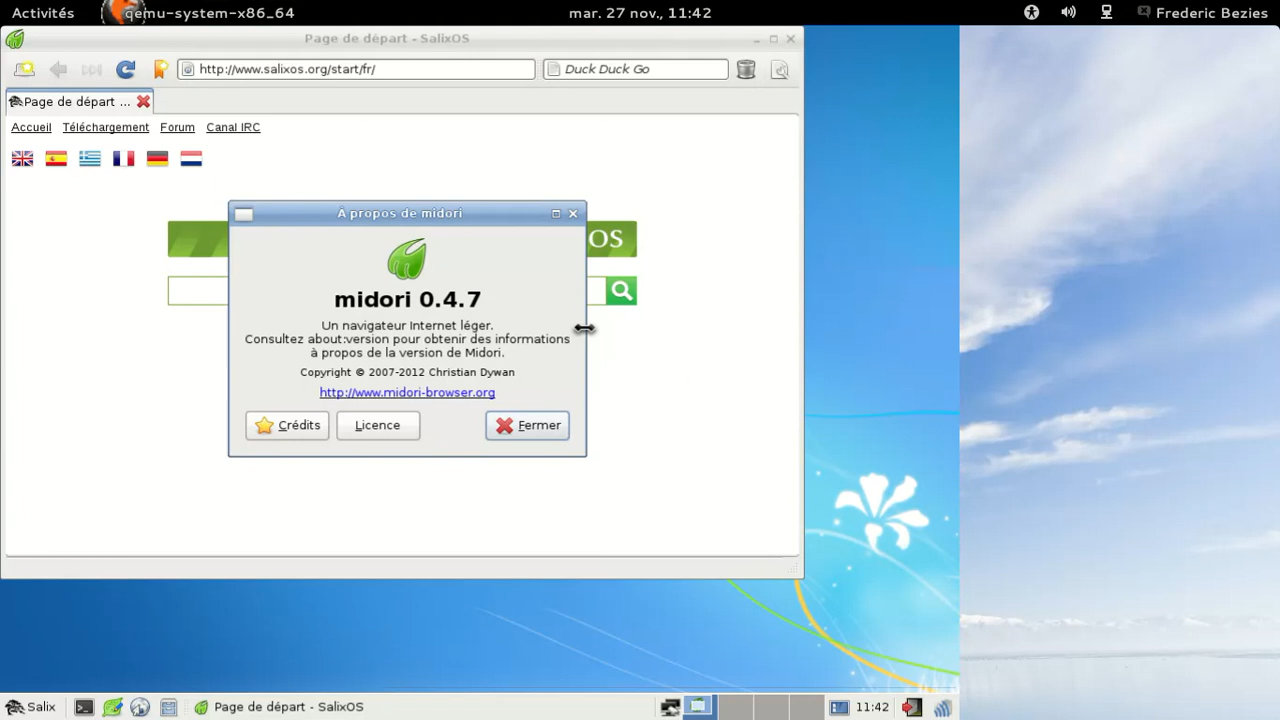 Activités
qemu-system-x86_64
mar. 27 nov., 11:42
Frederic Bezies
Page de départ - SalixOS
http://www.salixos.org/start/fr/
Duck Duck Go
Page de départ ...
Accueil Téléchargement Forum Canal IRC
À propos de midori
OS
midori 0.4.7
Un navigateur Internet léger.
Consultez about:version pour obtenir des informations
à propos de la version de Midori.
Copyright © 2007-2012 Christian Dywan
http://www.midori-browser.org
Crédits
Licence
Fermer
Salix
Page de départ - SalixOS
11:42